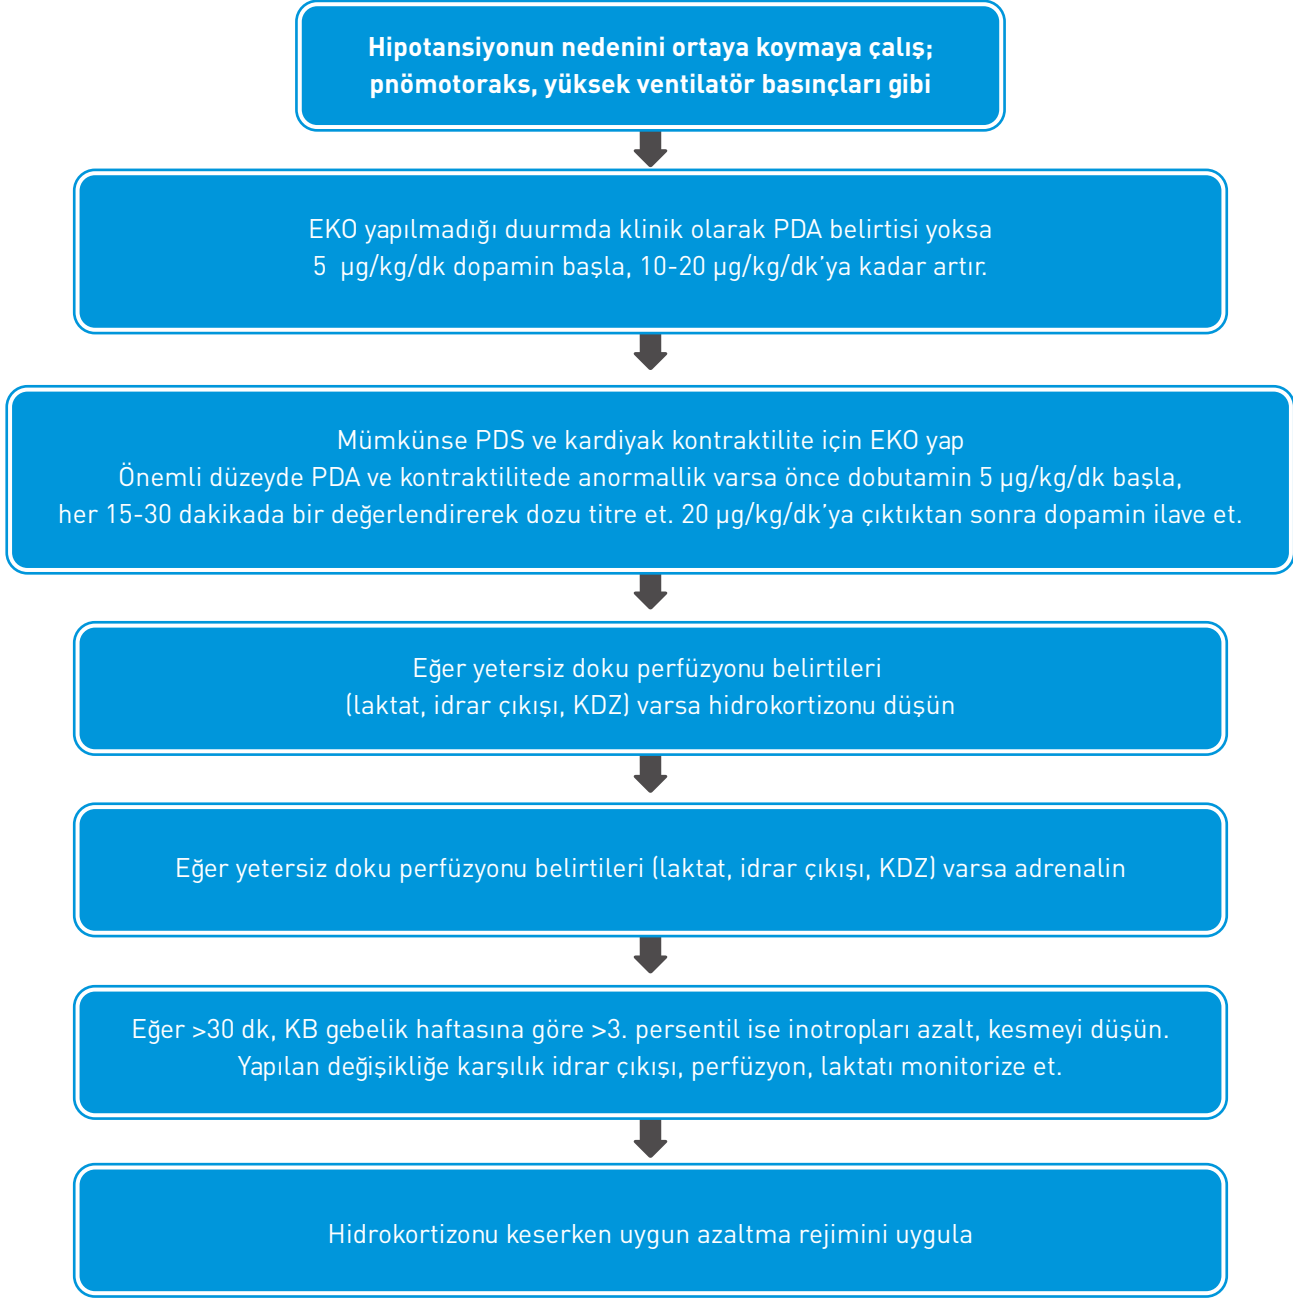 Hipotansiyonun nedenini ortaya koymaya çalış;
pnömotoraks, yüksek ventilatör basınçları gibi
EKO yapılmadığı duurmda klinik olarak PDA belirtisi yoksa
5 µg/kg/dk dopamin başla, 10-20 µg/kg/dk’ya kadar artır.
Mümkünse PDS ve kardiyak kontraktilite için EKO yap
Önemli düzeyde PDA ve kontraktilitede anormallik varsa önce dobutamin 5 µg/kg/dk başla,
her 15-30 dakikada bir değerlendirerek dozu titre et. 20 µg/kg/dk’ya çıktıktan sonra dopamin ilave et.
Eğer yetersiz doku perfüzyonu belirtileri
(laktat, idrar çıkışı, KDZ) varsa hidrokortizonu düşün
Eğer yetersiz doku perfüzyonu belirtileri (laktat, idrar çıkışı, KDZ) varsa adrenalin
Eğer >30 dk, KB gebelik haftasına göre >3. persentil ise inotropları azalt, kesmeyi düşün.
Yapılan değişikliğe karşılık idrar çıkışı, perfüzyon, laktatı monitorize et.
Hidrokortizonu keserken uygun azaltma rejimini uygula